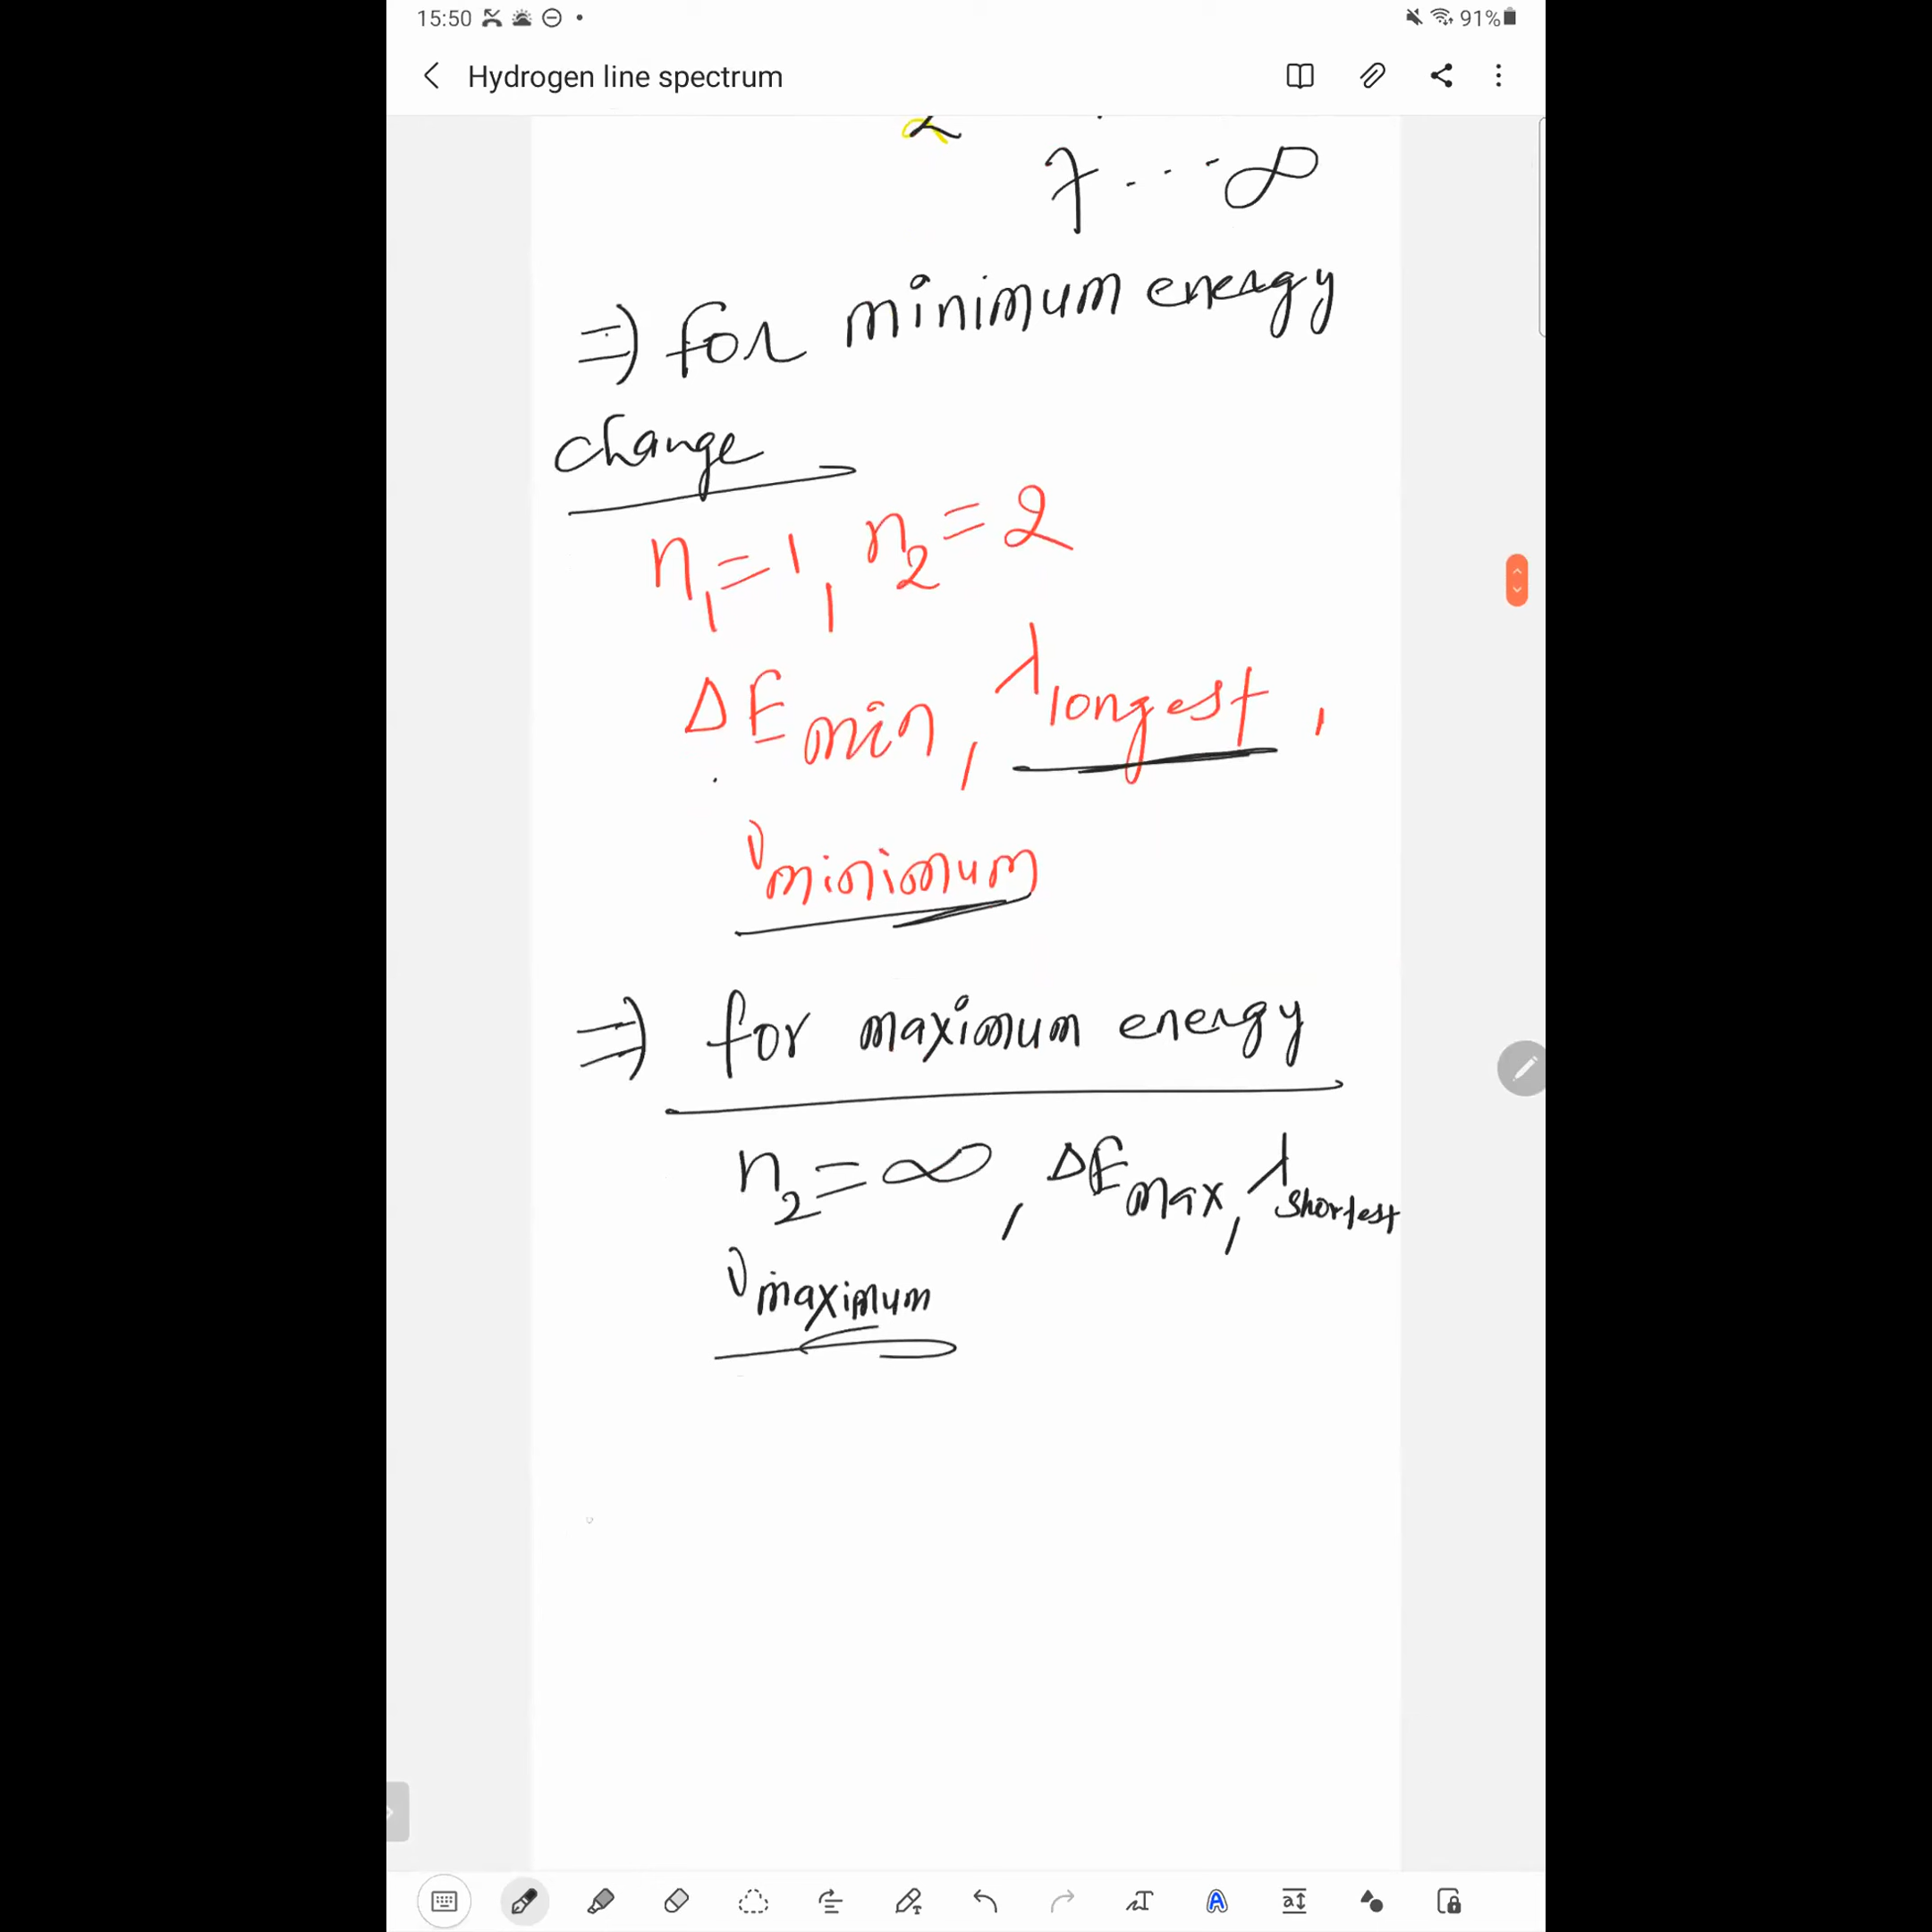 15:50
91%
Hydrogen line spectrum
2
7 - - - ∞
⇒) for minimum energy
change
n₁ = 1, n₂ = 2
ΔE min, λ longest,
ν minimum
⇒) for maximum energy
n₂ = ∞, ΔE max, λ shortest
ν maximum